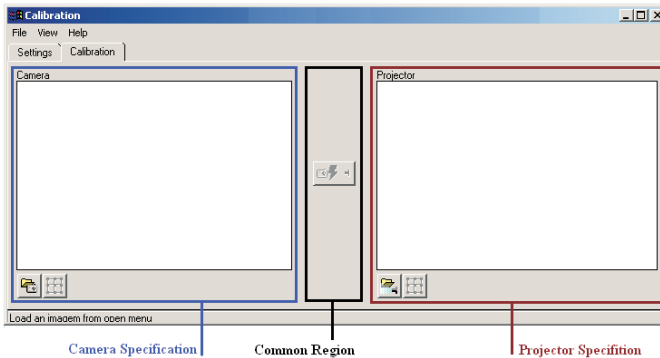 Calibration
File View Help
Settings Calibration
Camera
Projector
Load an imagem from open menu
Camera Specification
Common Region
Projector Specifition